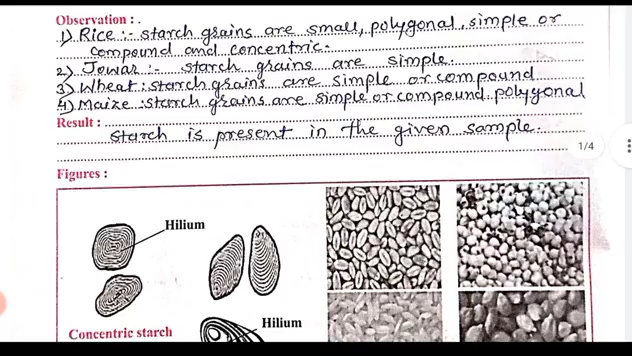 Observation : .
1) Rice :- starch grains are small, polygonal, simple or
compound and concentric.
2) Jowar :- starch grains are simple.
3) Wheat : starch grains are simple or compound
4) Maize : starch grains are simple or compound polygonal
Result :
starch is present in the given sample.
1/4
Figures :
Hilium
Hilium
Concentric starch